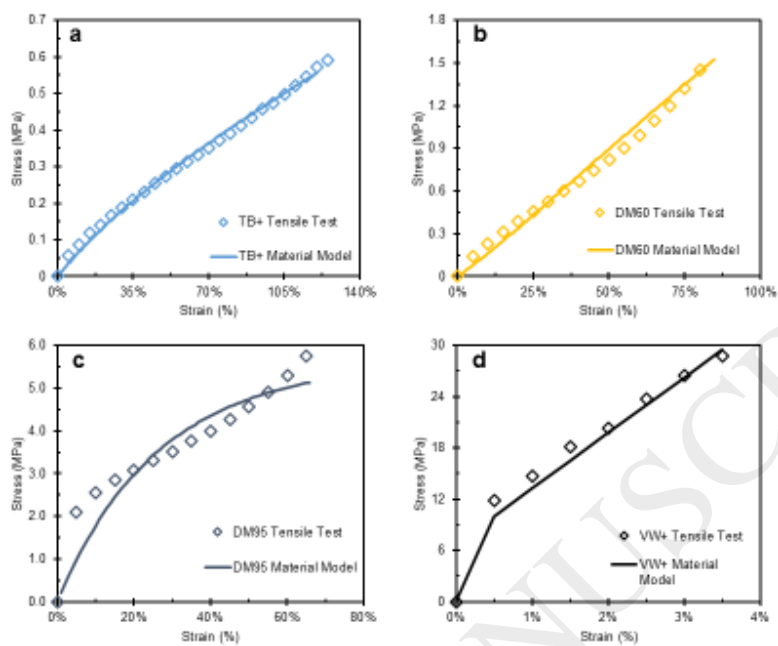 a
0.7
0.6
0.5
0.4
0.3
0.2
0.1
0
Stress (MPa)
TB+ Tensile Test
TB+ Material Model
0% 35% 70% 105% 140%
Strain (%)
b
1.8
1.5
1.2
0.9
0.6
0.3
0
Stress (MPa)
DM60 Tensile Test
DM60 Material Model
0% 25% 50% 75% 100%
Strain (%)
c
6.0
5.0
4.0
3.0
2.0
1.0
0.0
Stress (MPa)
DM95 Tensile Test
DM95 Material Model
0% 20% 40% 60% 80%
Strain (%)
d
30
24
18
12
6
0
Stress (MPa)
VW+ Tensile Test
VW+ Material
Model
0% 1% 2% 3% 4%
Strain (%)
NUSC